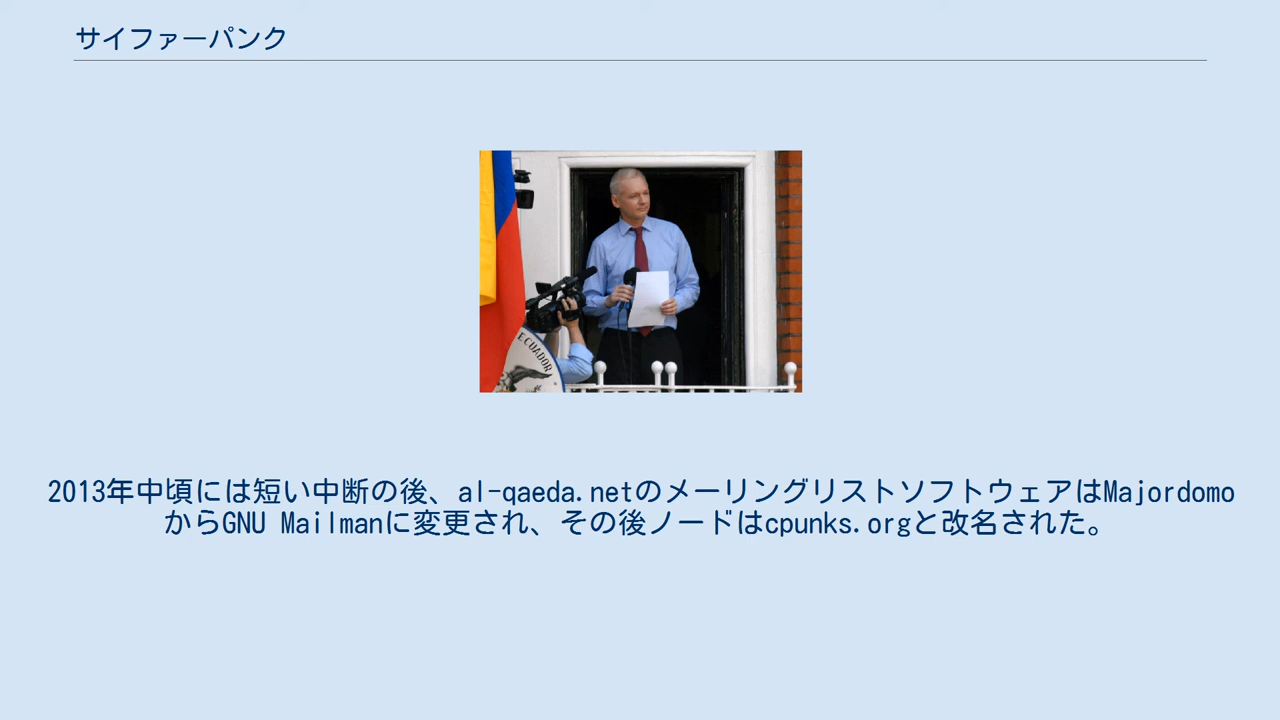 サイファーパンク
ECUADOR
2013年中頃には短い中断の後、al-qaeda.netのメーリングリストソフトウェアはMajordomo
からGNU Mailmanに変更され、その後ノードはcpunks.orgと改名された。